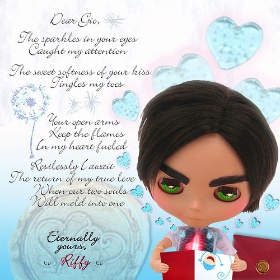 Dear Gio,
The sparkles in your eyes
Caught my attention
The sweet softness of your kiss
Tingles my toes
Your open arms
Keep the flames
In my heart fueled
Restlessly I await
The return of my true love
When our two souls
Will meld into one
Eternally
yours,
Riffy